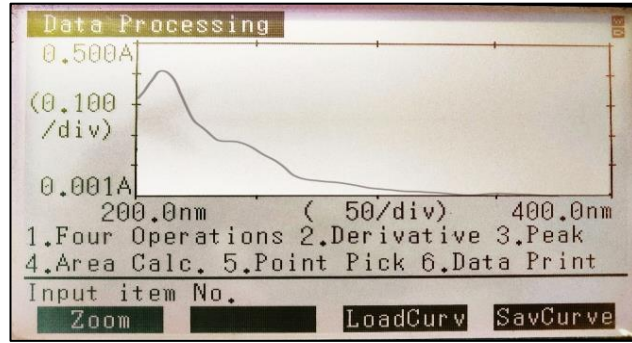 Data Processing
0.500A
(0.100
/div)
0.001A
200.0nm ( 50/div) 400.0nm
1.Four Operations 2.Derivative 3.Peak
4.Area Calc. 5.Point Pick 6.Data Print
Input item No.
Zoom LoadCurv SavCurve